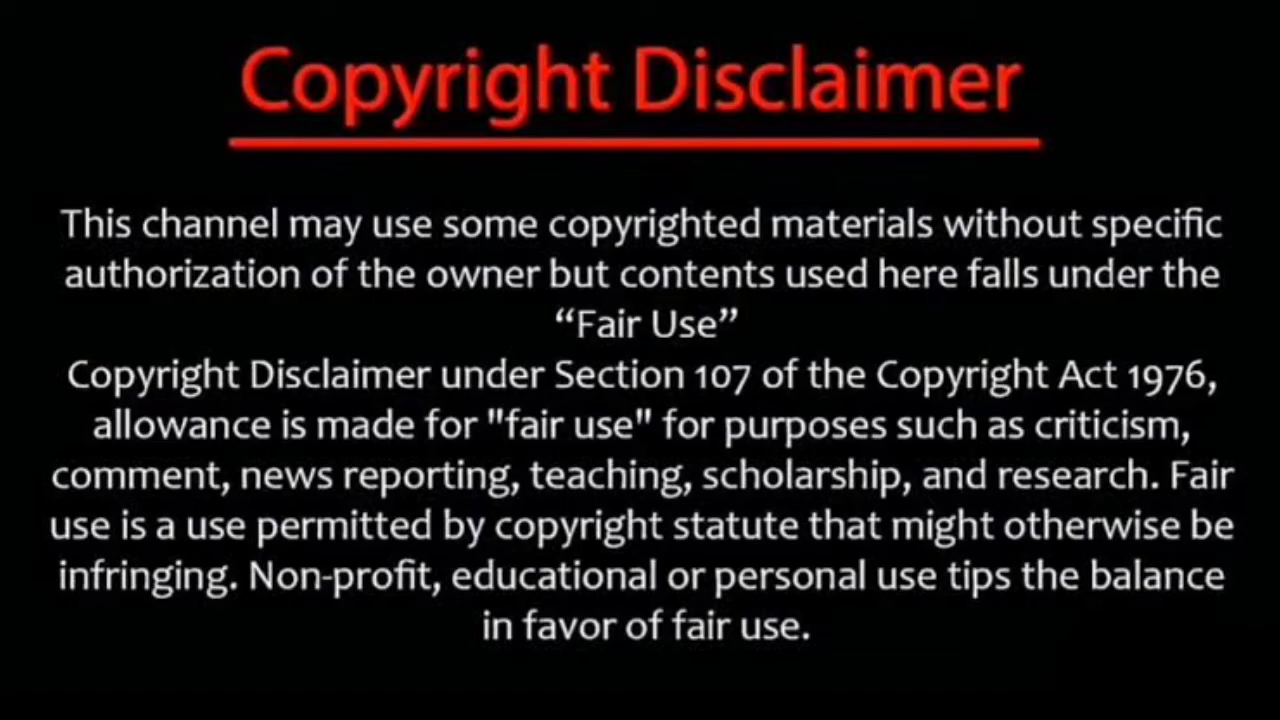 Copyright Disclaimer
This channel may use some copyrighted materials without specific
authorization of the owner but contents used here falls under the
“Fair Use”
Copyright Disclaimer under Section 107 of the Copyright Act 1976,
allowance is made for "fair use" for purposes such as criticism,
comment, news reporting, teaching, scholarship, and research. Fair
use is a use permitted by copyright statute that might otherwise be
infringing. Non-profit, educational or personal use tips the balance
in favor of fair use.